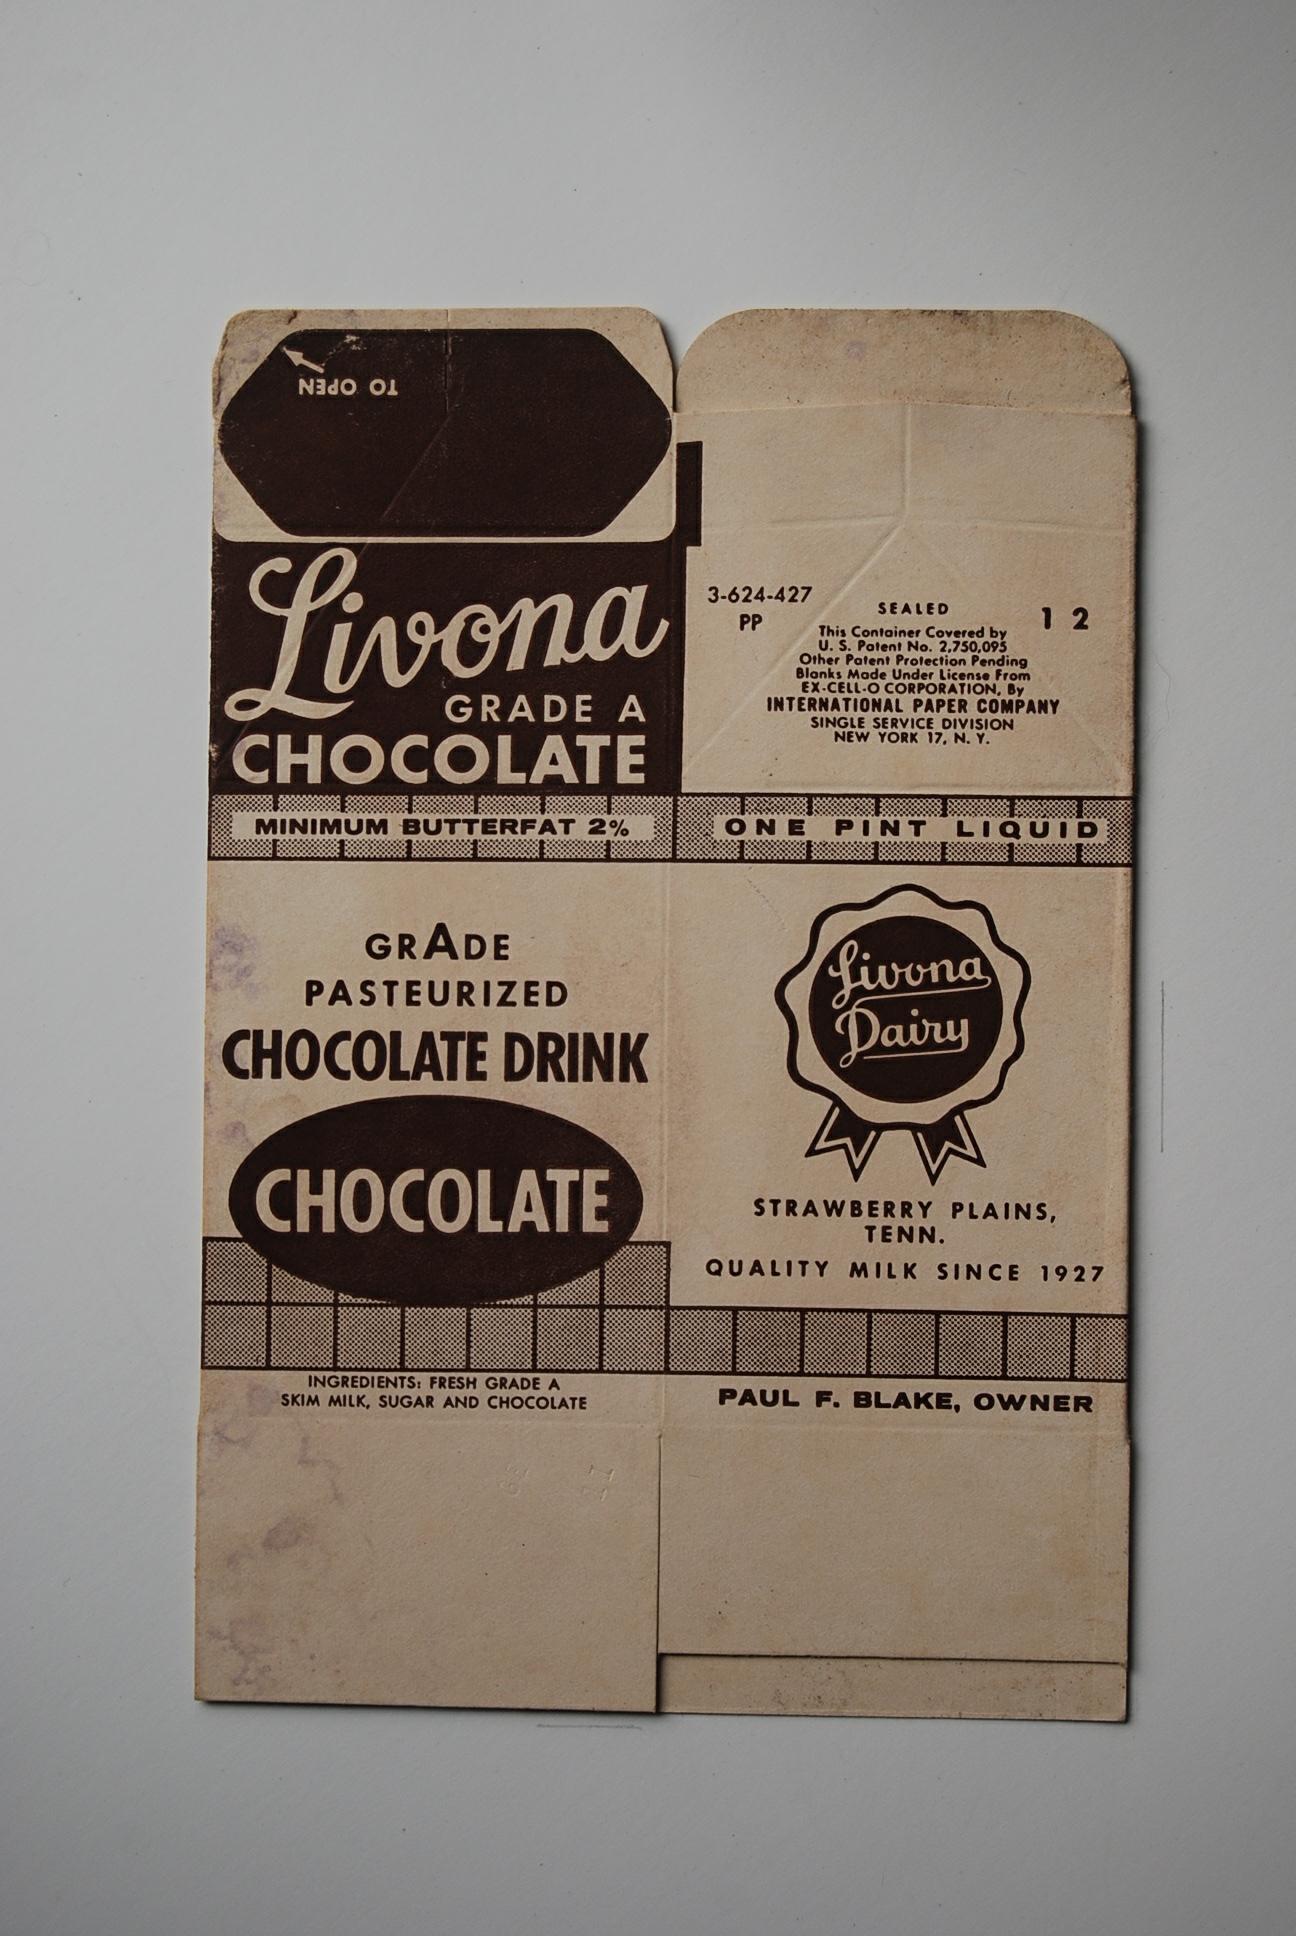 TO OPEN
Livona
GRADE A
CHOCOLATE
MINIMUM BUTTERFAT 2%
GRADE
PASTEURIZED
CHOCOLATE DRINK
CHOCOLATE
INGREDIENTS: FRESH GRADE A
SKIM MILK, SUGAR AND CHOCOLATE
3-624-427
PP
1 2
SEALED
This Container Covered by
U. S. Patent No. 2,750,095
Other Patent Protection Pending
Blanks Made Under License From
EX-CELL-O CORPORATION, By
INTERNATIONAL PAPER COMPANY
SINGLE SERVICE DIVISION
NEW YORK 17, N. Y.
ONE PINT LIQUID
Livona
Dairy
STRAWBERRY PLAINS,
TENN.
QUALITY MILK SINCE 1927
PAUL F. BLAKE, OWNER